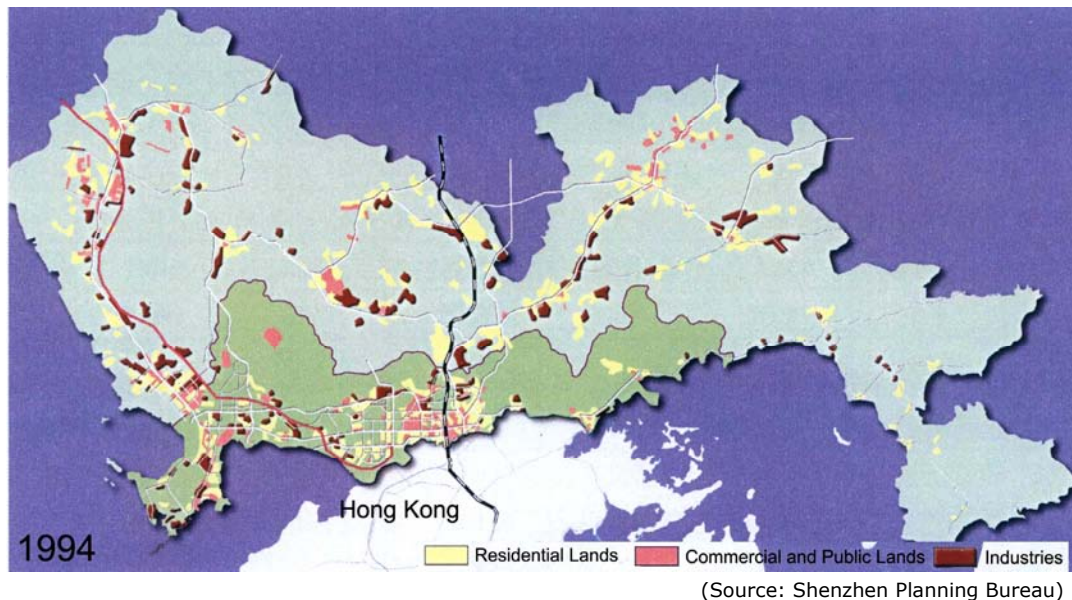 Hong Kong
1994
Residential Lands
Commercial and Public Lands
Industries
(Source: Shenzhen Planning Bureau)